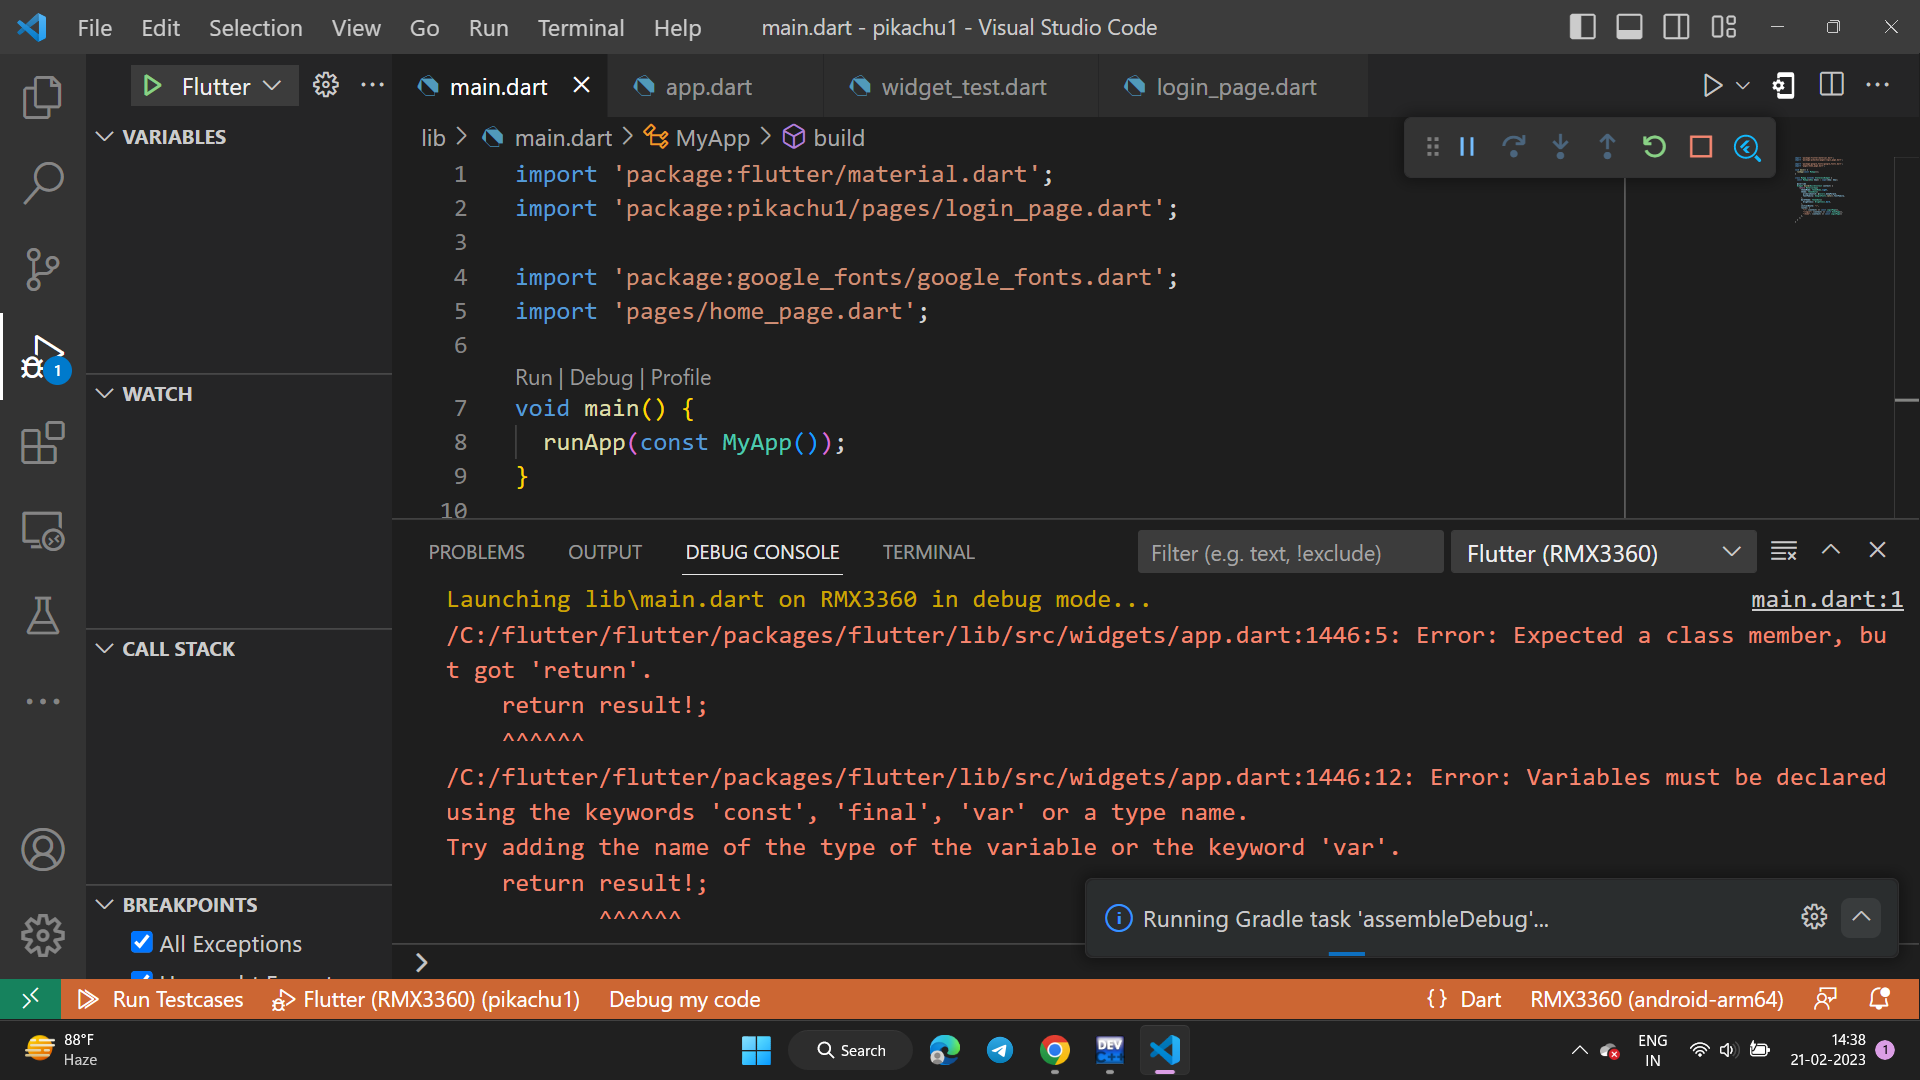 File Edit Selection View Go Run Terminal Help main.dart - pikachu1 - Visual Studio Code
Flutter
main.dart app.dart widget_test.dart login_page.dart
VARIABLES
WATCH
CALL STACK
BREAKPOINTS
All Exceptions
lib > main.dart > MyApp > build
1 import 'package:flutter/material.dart';
2 import 'package:pikachu1/pages/login_page.dart';
3
4 import 'package:google_fonts/google_fonts.dart';
5 import 'pages/home_page.dart';
6
Run | Debug | Profile
7 void main() {
8 runApp(const MyApp());
9 }
10
PROBLEMS OUTPUT DEBUG CONSOLE TERMINAL Filter (e.g. text, !exclude) Flutter (RMX3360)
Launching lib\main.dart on RMX3360 in debug mode... main.dart:1
/C:/flutter/flutter/packages/flutter/lib/src/widgets/app.dart:1446:5: Error: Expected a class member, bu
t got 'return'.
return result!;
^^^^^^
/C:/flutter/flutter/packages/flutter/lib/src/widgets/app.dart:1446:12: Error: Variables must be declared
using the keywords 'const', 'final', 'var' or a type name.
Try adding the name of the type of the variable or the keyword 'var'.
return result!;
^^^^^^
Running Gradle task 'assembleDebug'...
>
1
Run Testcases Flutter (RMX3360) (pikachu1) Debug my code {} Dart RMX3360 (android-arm64)
88°F
Haze
Search
DEV
C++
ENG
IN
14:38
21-02-2023
1